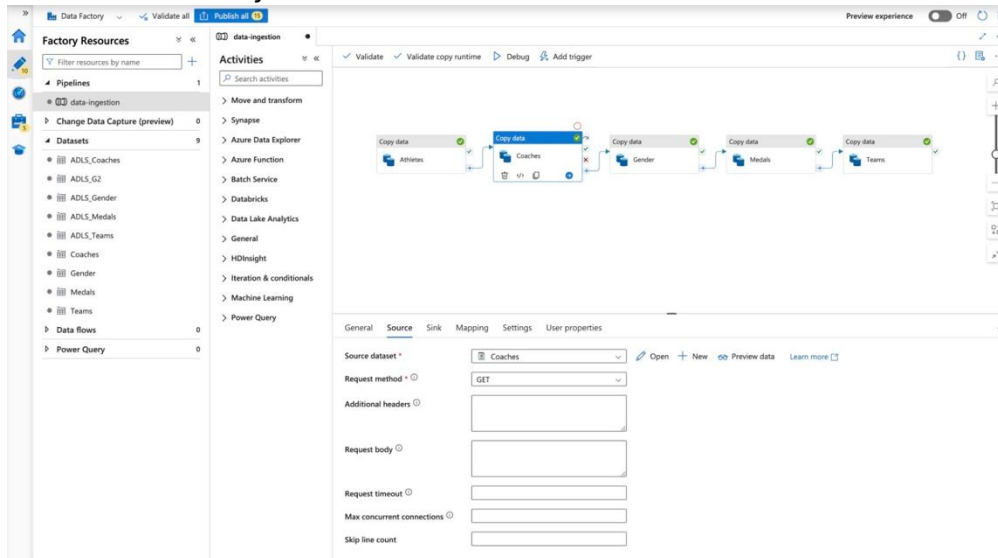 Data Factory
Validate all
Publish all 15
Preview experience
Off
Factory Resources
Filter resources by name
Pipelines 1
data-ingestion
Change Data Capture (preview) 0
Datasets 9
ADLS_Coaches
ADLS_G2
ADLS_Gender
ADLS_Medals
ADLS_Teams
Coaches
Gender
Medals
Teams
Data flows 0
Power Query 0
data-ingestion
Activities
Search activities
Move and transform
Synapse
Azure Data Explorer
Azure Function
Batch Service
Databricks
Data Lake Analytics
General
HDInsight
Iteration & conditionals
Machine Learning
Power Query
Validate
Validate copy runtime
Debug
Add trigger
Copy data
Athletes
Copy data
Coaches
Copy data
Gender
Copy data
Medals
Copy data
Teams
General Source Sink Mapping Settings User properties
Source dataset * Coaches Open New Preview data Learn more
Request method * GET
Additional headers
Request body
Request timeout
Max concurrent connections
Skip line count